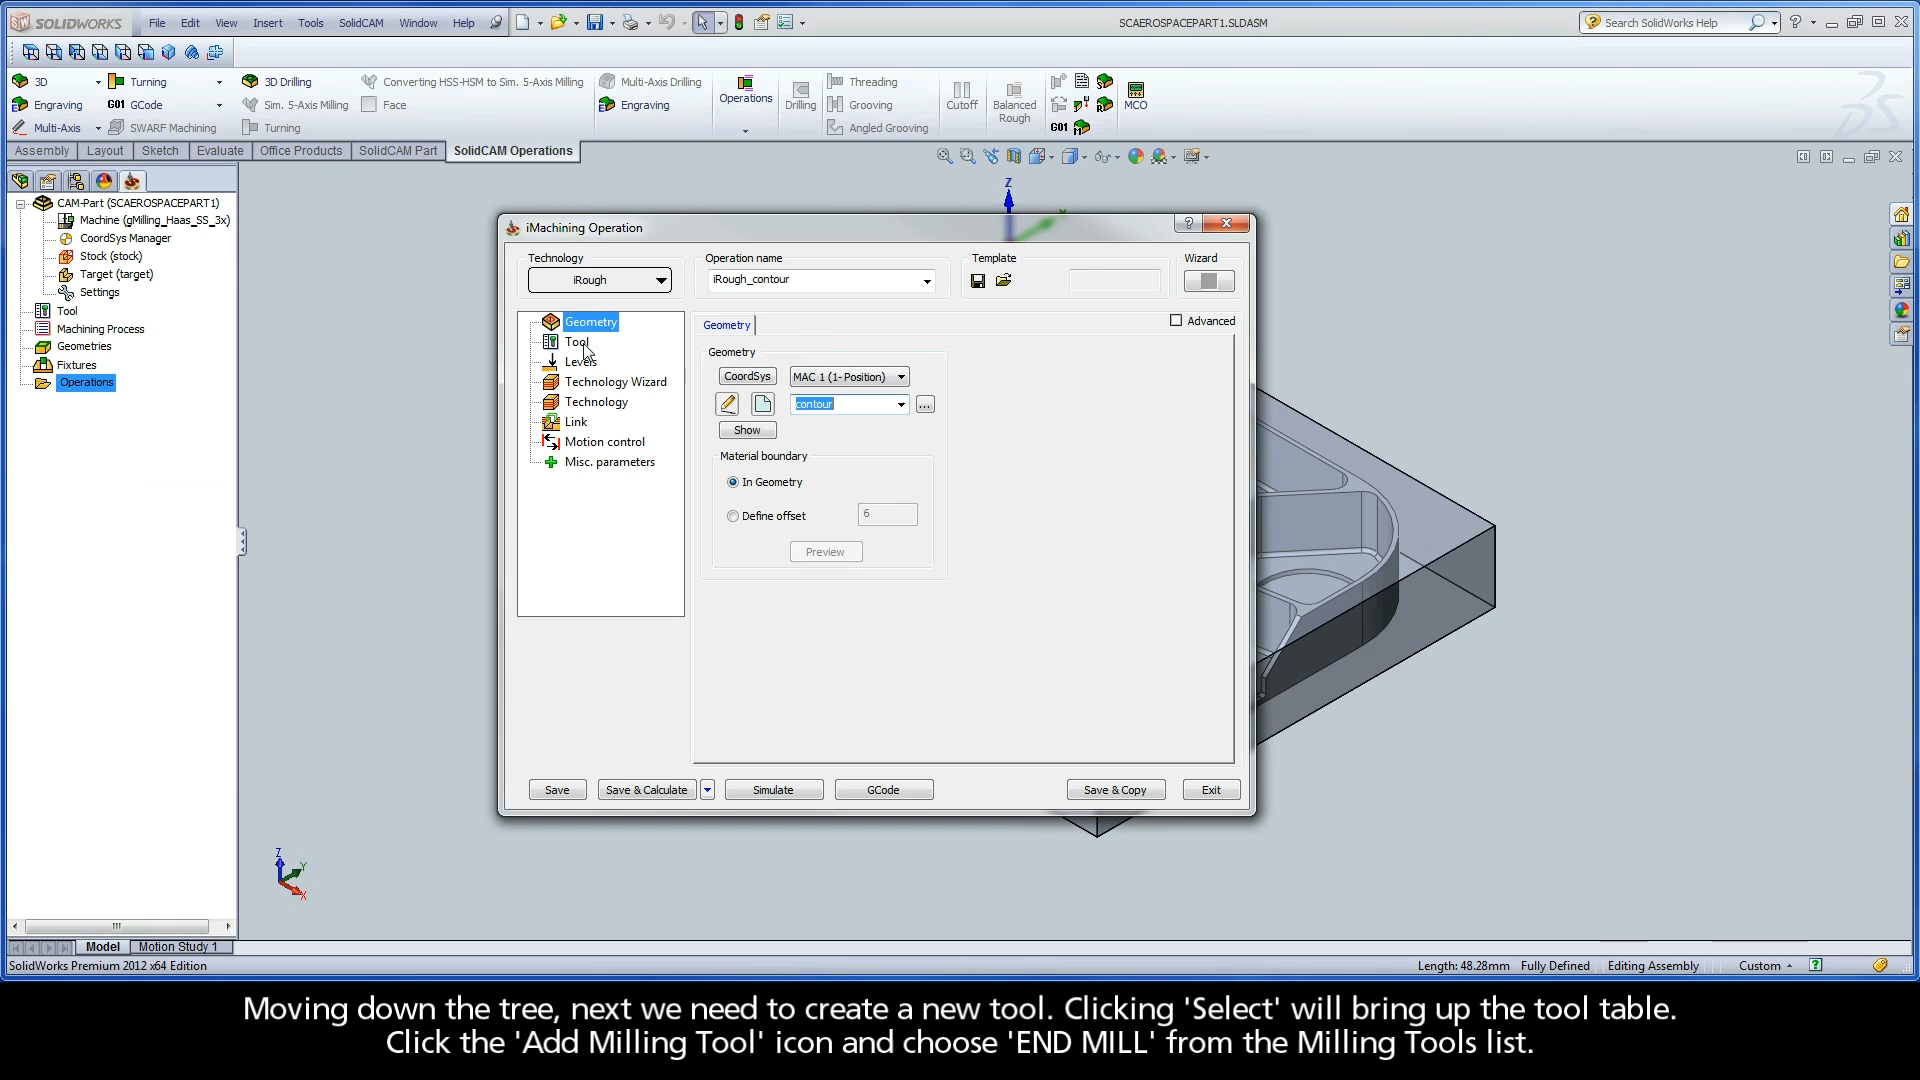 SOLIDWORKS File Edit View Insert Tools SolidCAM Window Help SCAEROSPACEPART1.SLDASM Search SolidWorks Help
3D Turning 3D Drilling Converting HSS-HSM to Sim. 5-Axis Milling Multi-Axis Drilling Threading
Engraving G01 GCode Sim. 5-Axis Milling Face Engraving Operations Drilling Grooving Cutoff Balanced Rough MCO
Multi-Axis SWARF Machining Turning Angled Grooving G01
Assembly Layout Sketch Evaluate Office Products SolidCAM Part SolidCAM Operations
CAM-Part (SCAEROSPACEPART1)
Machine (gMilling_Haas_SS_3x)
CoordSys Manager
Stock (stock)
Target (target)
Settings
Tool
Machining Process
Geometries
Fixtures
Operations
Z
iMachining Operation
Technology Operation name Template Wizard
iRough iRough_contour
Geometry
Tool
Levels
Technology Wizard
Technology
Link
Motion control
Misc. parameters
Geometry Advanced
Geometry
CoordSys MAC 1 (1- Position)
contour ...
Show
Material boundary
In Geometry
Define offset 6
Preview
Save Save & Calculate Simulate GCode Save & Copy Exit
Z Y X
Model Motion Study 1
SolidWorks Premium 2012 x64 Edition Length: 48.28mm Fully Defined Editing Assembly Custom
Moving down the tree, next we need to create a new tool. Clicking 'Select' will bring up the tool table.
Click the 'Add Milling Tool' icon and choose 'END MILL' from the Milling Tools list.